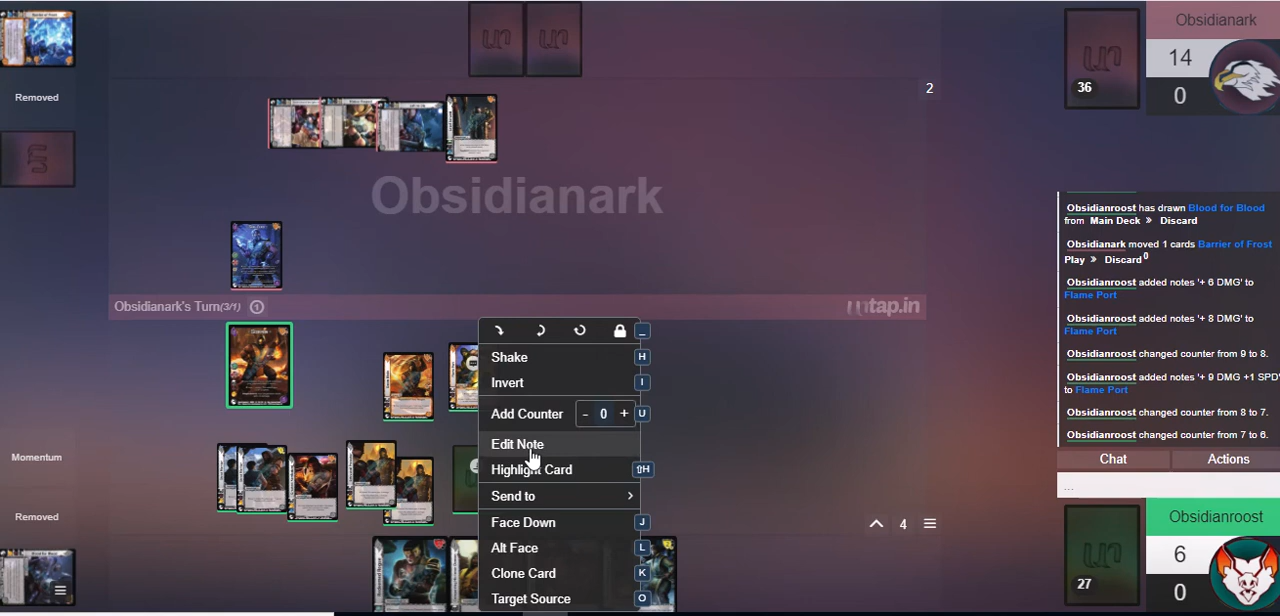 Obsidianark
14
36
0
Removed
2
Obsidianark
Obsidianroost has drawn Blood for Blood
from Main Deck » Discard
Obsidianark moved 1 cards Barrier of Frost
Play » Discard 0
Obsidianroost added notes '+ 6 DMG' to
Flame Port
Obsidianroost added notes '+ 8 DMG' to
Flame Port
Obsidianroost changed counter from 9 to 8.
Obsidianroost added notes '+ 9 DMG +1 SPD'
to Flame Port
Obsidianroost changed counter from 8 to 7.
Obsidianroost changed counter from 7 to 6.
Chat
Actions
...
Obsidianark's Turn(3/1)
untap.in
_
Shake H
Invert I
Add Counter - 0 + U
Edit Note
Highlight Card ⇧H
Send to
Face Down J
Alt Face L
Clone Card K
Target Source O
Momentum
Removed
4
Obsidianroost
6
27
0